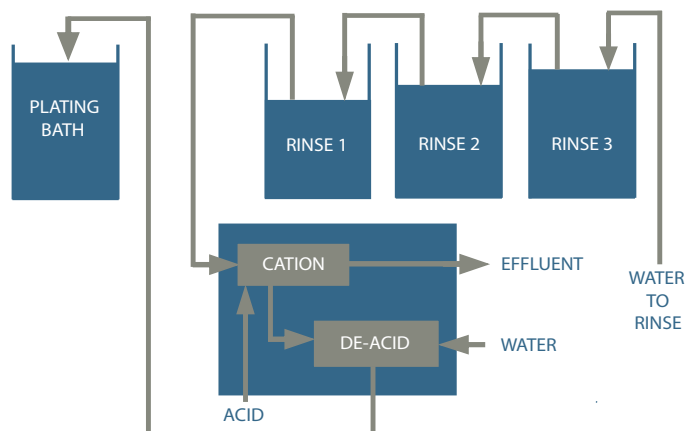 PLATING
BATH
RINSE 1
RINSE 2
RINSE 3
CATION
EFFLUENT
WATER
TO
RINSE
DE-ACID
WATER
ACID